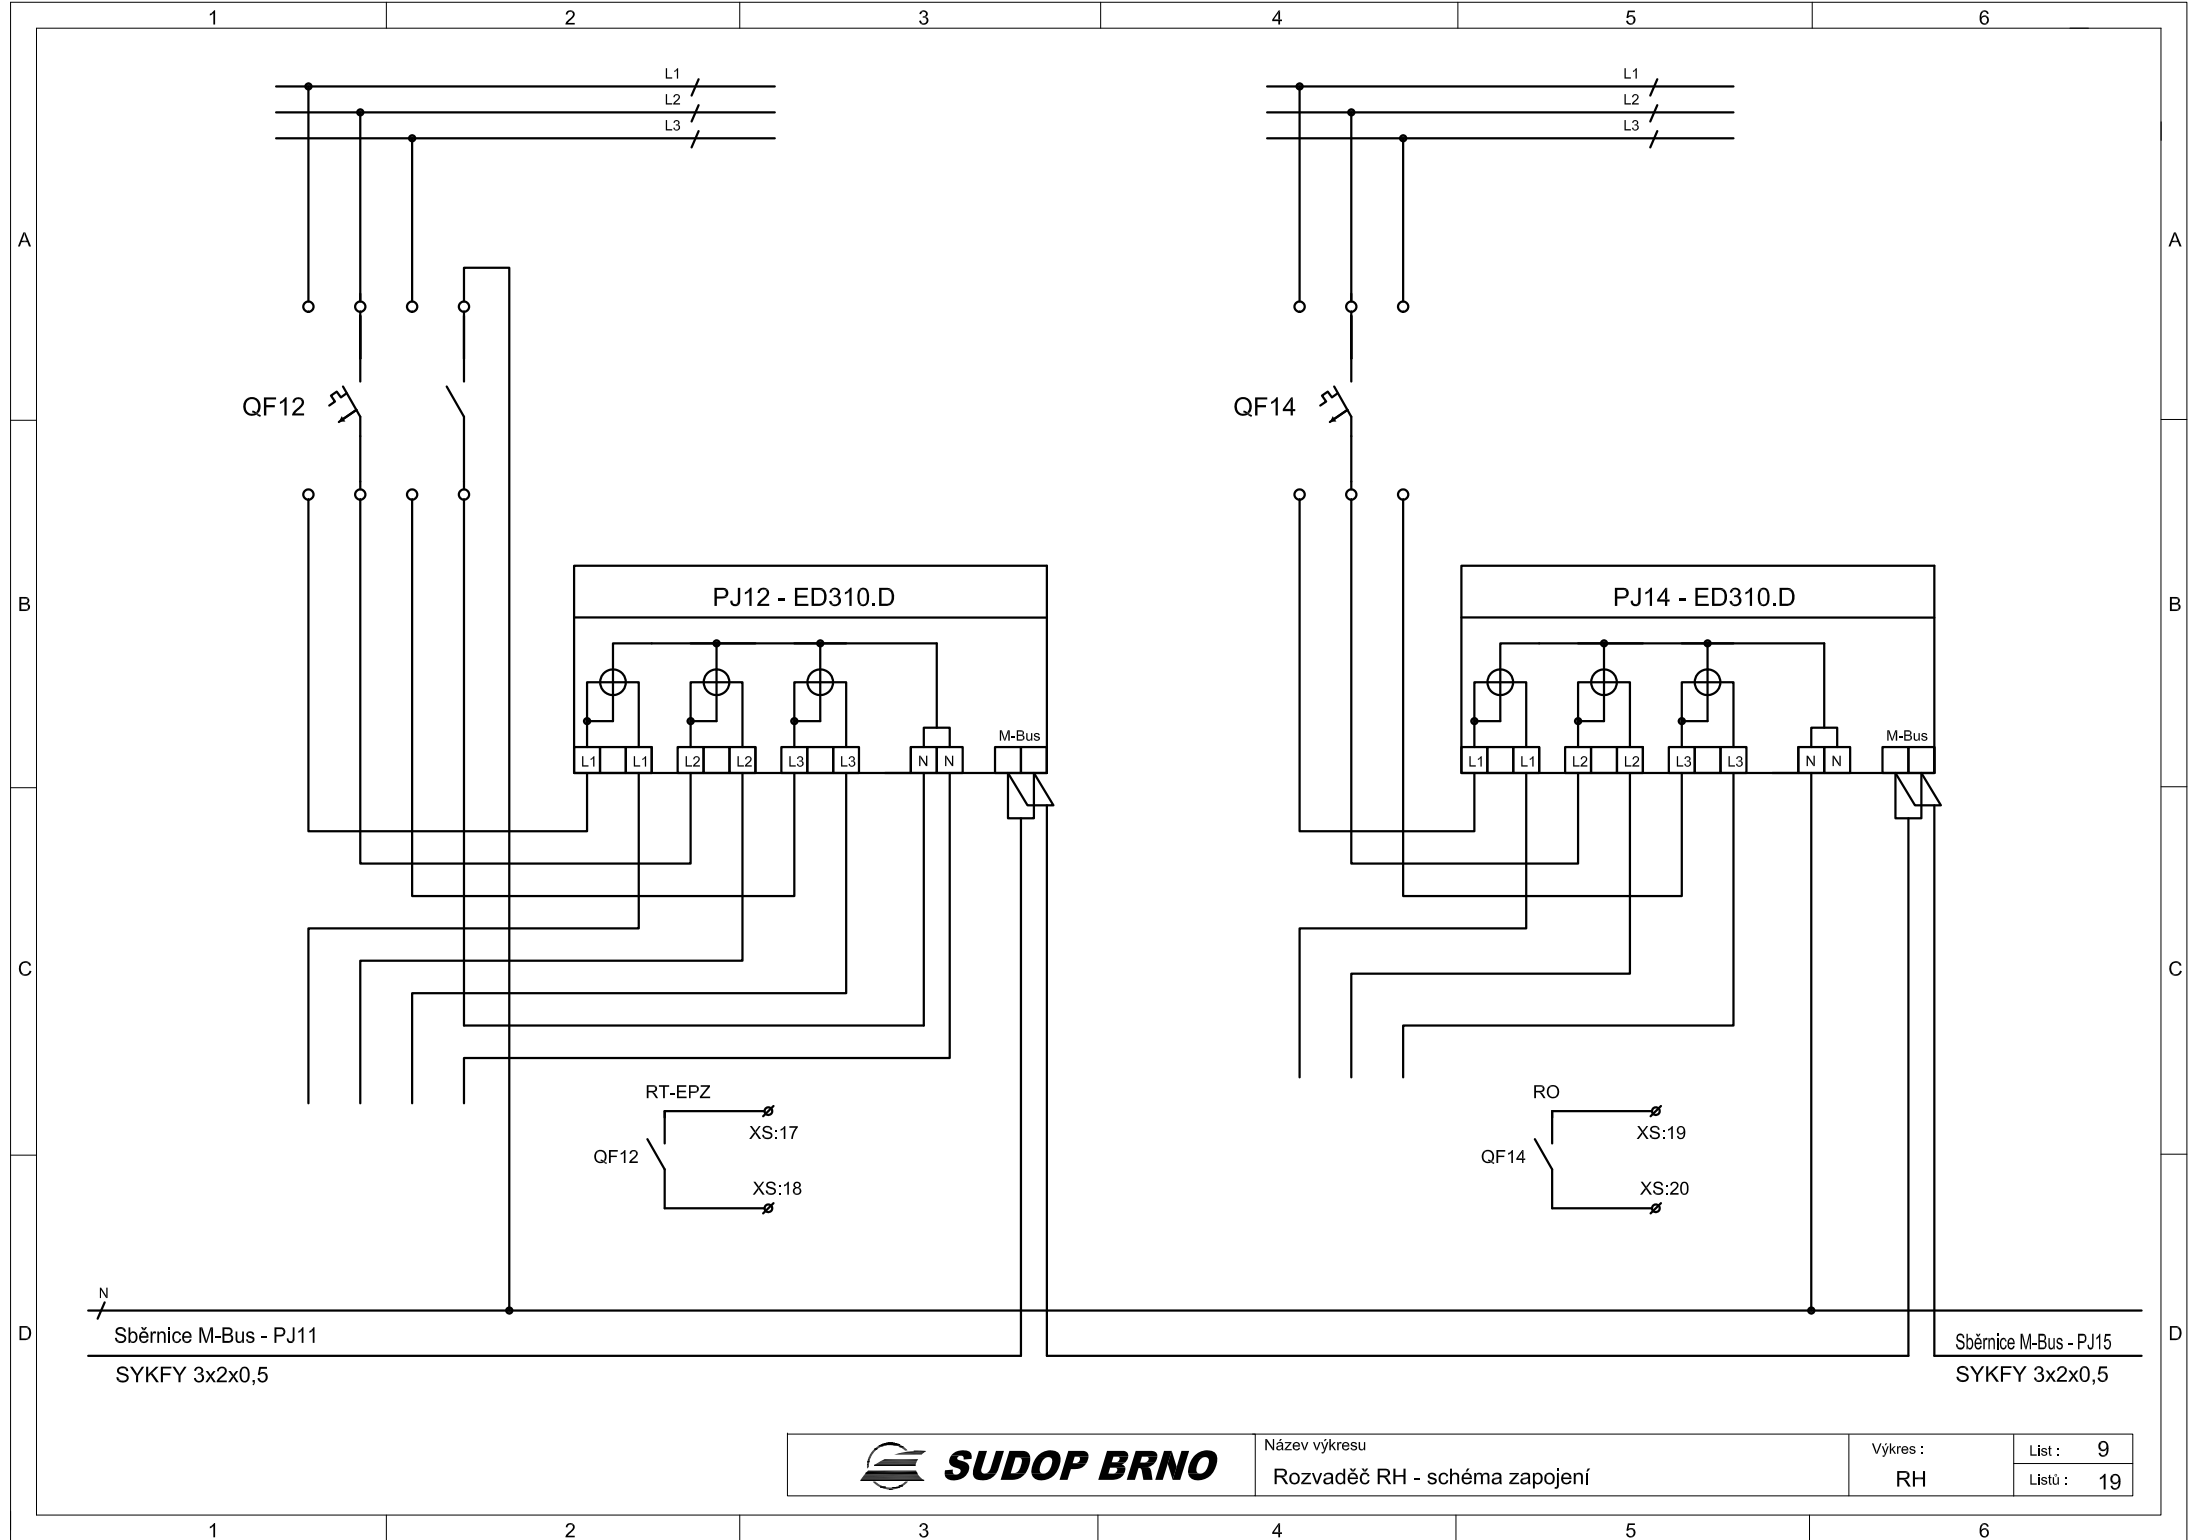 1 2 3 4 5 6
L1 L1
L2 L2
L3 L3
A A
QF12 QF14
PJ12 - ED310.D PJ14 - ED310.D
B B
M-Bus M-Bus
L1 L1 L2 L2 L3 L3 N N L1 L1 L2 L2 L3 L3 N N
C C
RT-EPZ RO
XS:17 XS:19
QF12 QF14
XS:18 XS:20
N
D D
Sběrnice M-Bus - PJ11 Sběrnice M-Bus - PJ15
SYKFY 3x2x0,5 SYKFY 3x2x0,5
SUDOP BRNO
Název výkresu
Rozvaděč RH - schéma zapojení
Výkres :
RH
List : 9
Listů : 19
1 2 3 4 5 6